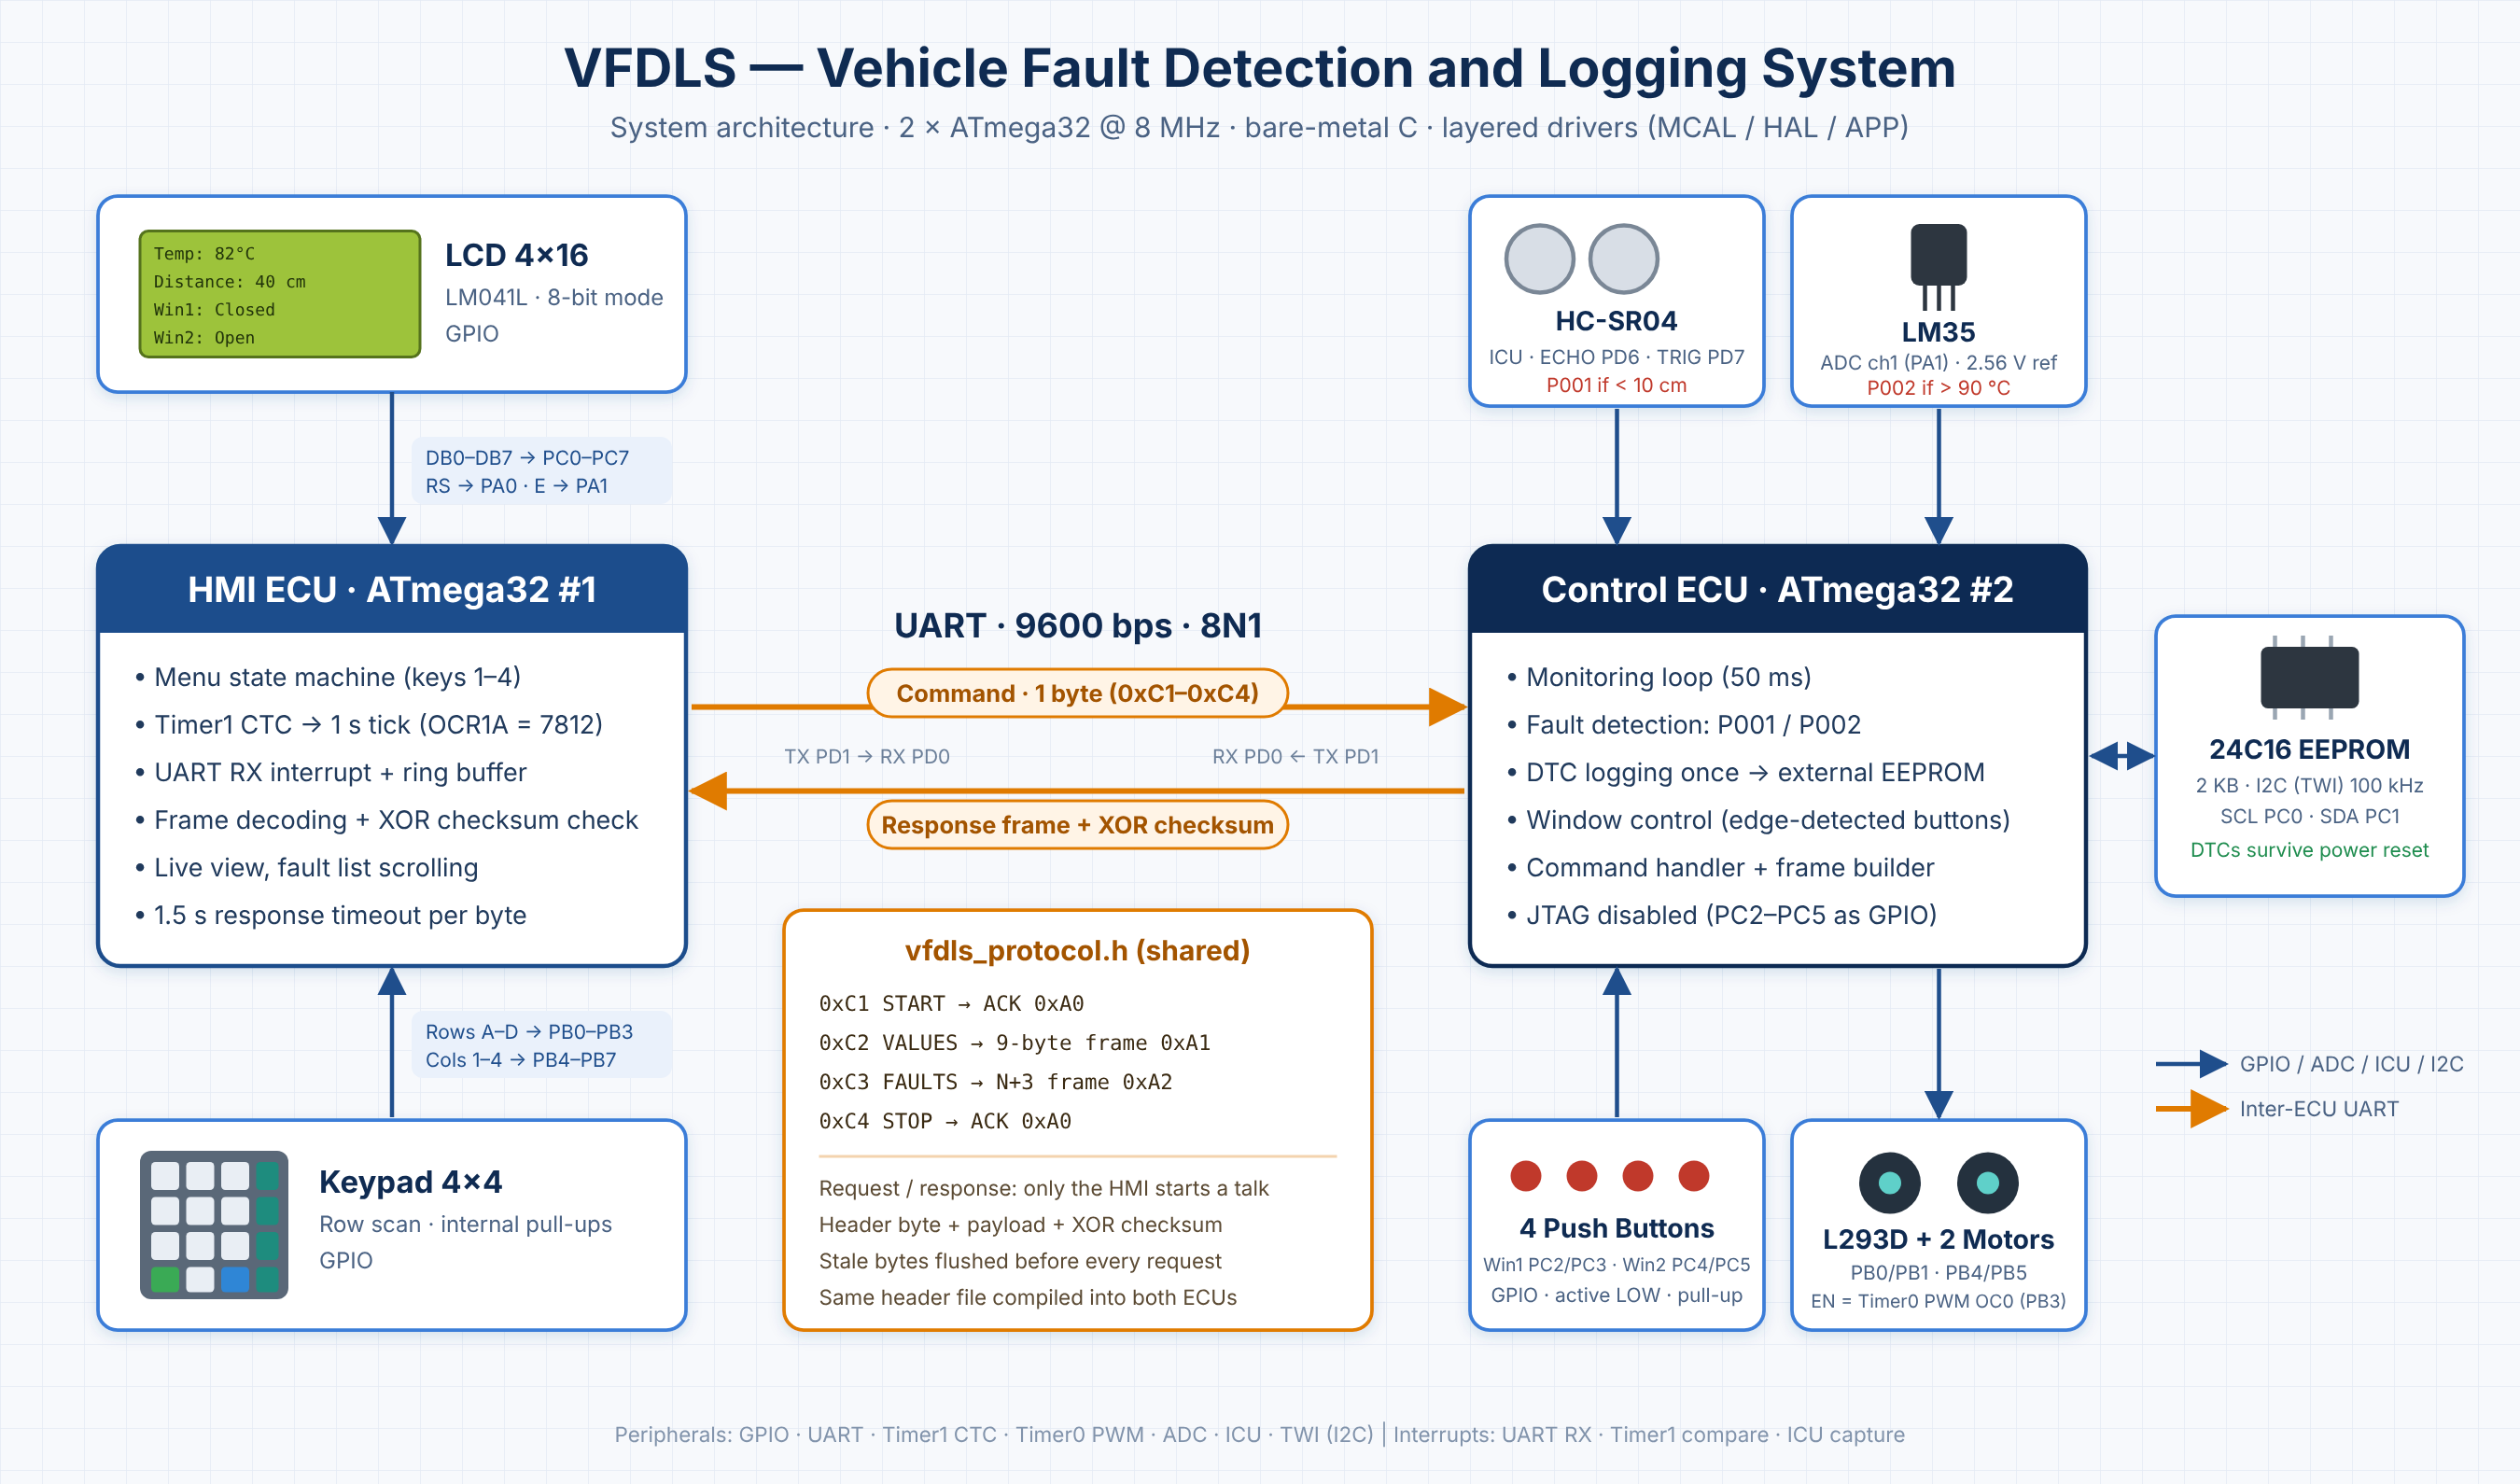 VFDLS — Vehicle Fault Detection and Logging System
System architecture · 2 × ATmega32 @ 8 MHz · bare-metal C · layered drivers (MCAL / HAL / APP)
Temp: 82°C
Distance: 40 cm
Win1: Closed
Win2: Open
LCD 4×16
LM041L · 8-bit mode
GPIO
DB0–DB7 → PC0–PC7
RS → PA0 · E → PA1
HMI ECU · ATmega32 #1
• Menu state machine (keys 1–4)
• Timer1 CTC → 1 s tick (OCR1A = 7812)
• UART RX interrupt + ring buffer
• Frame decoding + XOR checksum check
• Live view, fault list scrolling
• 1.5 s response timeout per byte
Rows A–D → PB0–PB3
Cols 1–4 → PB4–PB7
Keypad 4×4
Row scan · internal pull-ups
GPIO
UART · 9600 bps · 8N1
Command · 1 byte (0xC1–0xC4)
TX PD1 → RX PD0
RX PD0 ← TX PD1
Response frame + XOR checksum
vfdls_protocol.h (shared)
0xC1 START → ACK 0xA0
0xC2 VALUES → 9-byte frame 0xA1
0xC3 FAULTS → N+3 frame 0xA2
0xC4 STOP → ACK 0xA0
Request / response: only the HMI starts a talk
Header byte + payload + XOR checksum
Stale bytes flushed before every request
Same header file compiled into both ECUs
HC-SR04
ICU · ECHO PD6 · TRIG PD7
P001 if < 10 cm
LM35
ADC ch1 (PA1) · 2.56 V ref
P002 if > 90 °C
Control ECU · ATmega32 #2
• Monitoring loop (50 ms)
• Fault detection: P001 / P002
• DTC logging once → external EEPROM
• Window control (edge-detected buttons)
• Command handler + frame builder
• JTAG disabled (PC2–PC5 as GPIO)
24C16 EEPROM
2 KB · I2C (TWI) 100 kHz
SCL PC0 · SDA PC1
DTCs survive power reset
4 Push Buttons
Win1 PC2/PC3 · Win2 PC4/PC5
GPIO · active LOW · pull-up
L293D + 2 Motors
PB0/PB1 · PB4/PB5
EN = Timer0 PWM OC0 (PB3)
GPIO / ADC / ICU / I2C
Inter-ECU UART
Peripherals: GPIO · UART · Timer1 CTC · Timer0 PWM · ADC · ICU · TWI (I2C) | Interrupts: UART RX · Timer1 compare · ICU capture